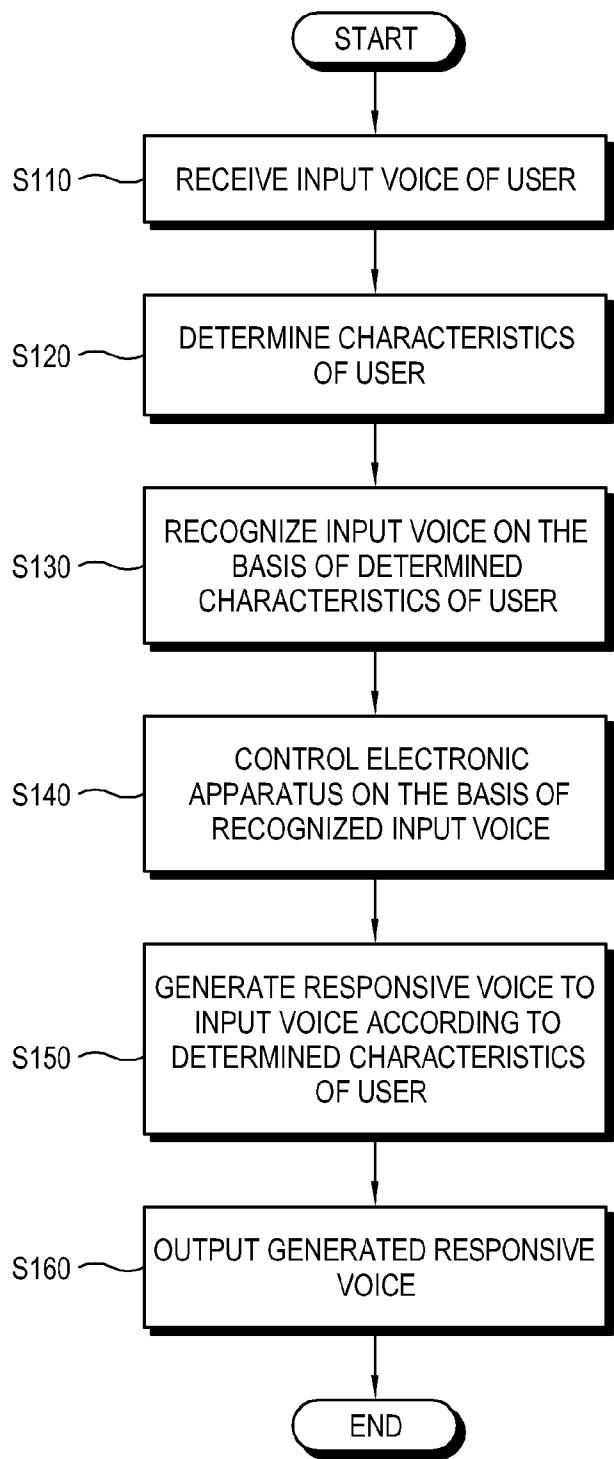 START
S110
RECEIVE INPUT VOICE OF USER
S120
DETERMINE CHARACTERISTICS
OF USER
S130
RECOGNIZE INPUT VOICE ON THE
BASIS OF DETERMINED
CHARACTERISTICS OF USER
S140
CONTROL ELECTRONIC
APPARATUS ON THE BASIS OF
RECOGNIZED INPUT VOICE
S150
GENERATE RESPONSIVE VOICE TO
INPUT VOICE ACCORDING TO
DETERMINED CHARACTERISTICS
OF USER
S160
OUTPUT GENERATED RESPONSIVE
VOICE
END